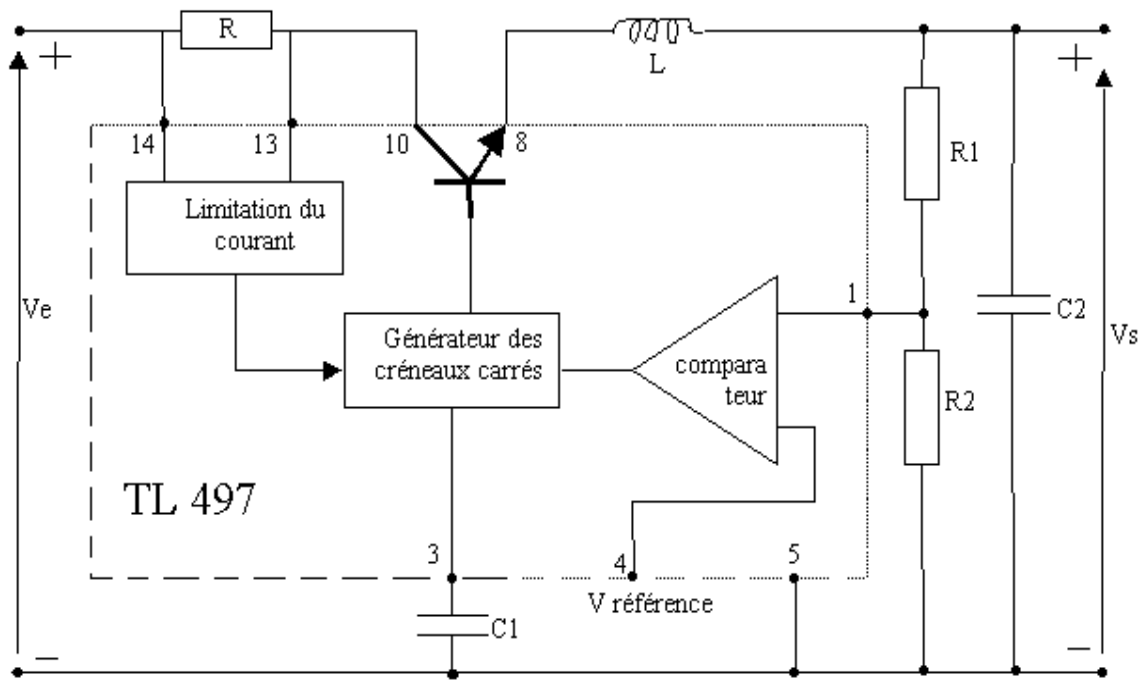 R
L
+
+
14
13
10
8
R1
Limitation du
courant
Ve
1
C2
Vs
Générateur des
créneaux carrés
compara
teur
R2
TL 497
3
4
5
V référence
C1
−
−